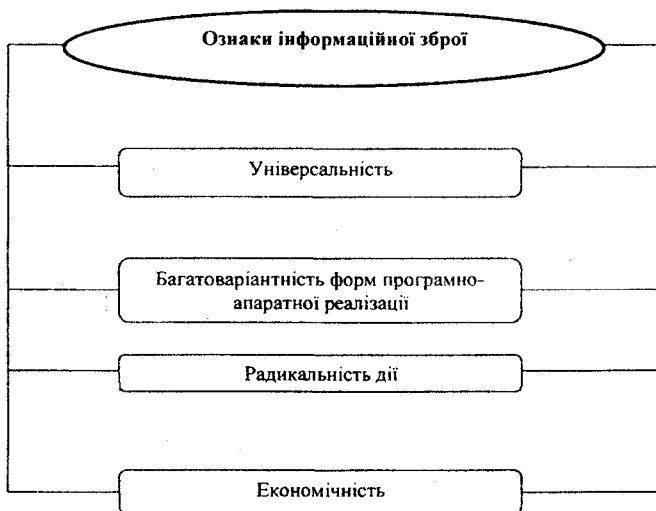 Ознаки інформаційної зброї
Універсальність
Багатоваріантність форм програмно-
апаратної реалізації
Радикальність дії
Економічність